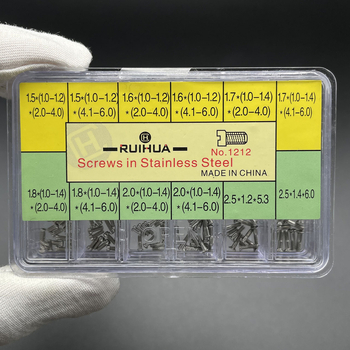 1.5*(1.0-1.2) 1.5*(1.0-1.2) 1.6*(1.0-1.2) 1.6*(1.0-1.2) 1.7*(1.0-1.4) 1.7*(1.0-1.4)
*(2.0-4.0) *(4.1-6.0) *(2.0-4.0) *(4.1-6.0) *(2.0-4.0) *(4.1-6.0)
H
RUIHUA
No.1212
Screws in Stainless Steel
MADE IN CHINA
1.8*(1.0-1.4) 1.8*(1.0-1.4) 2.0*(1.0-1.4) 2.0*(1.0-1.4) 2.5*1.2*5.3 2.5*1.4*6.0
*(2.0-4.0) *(4.1-6.0) *(2.0-4.0) *(4.1-6.0)